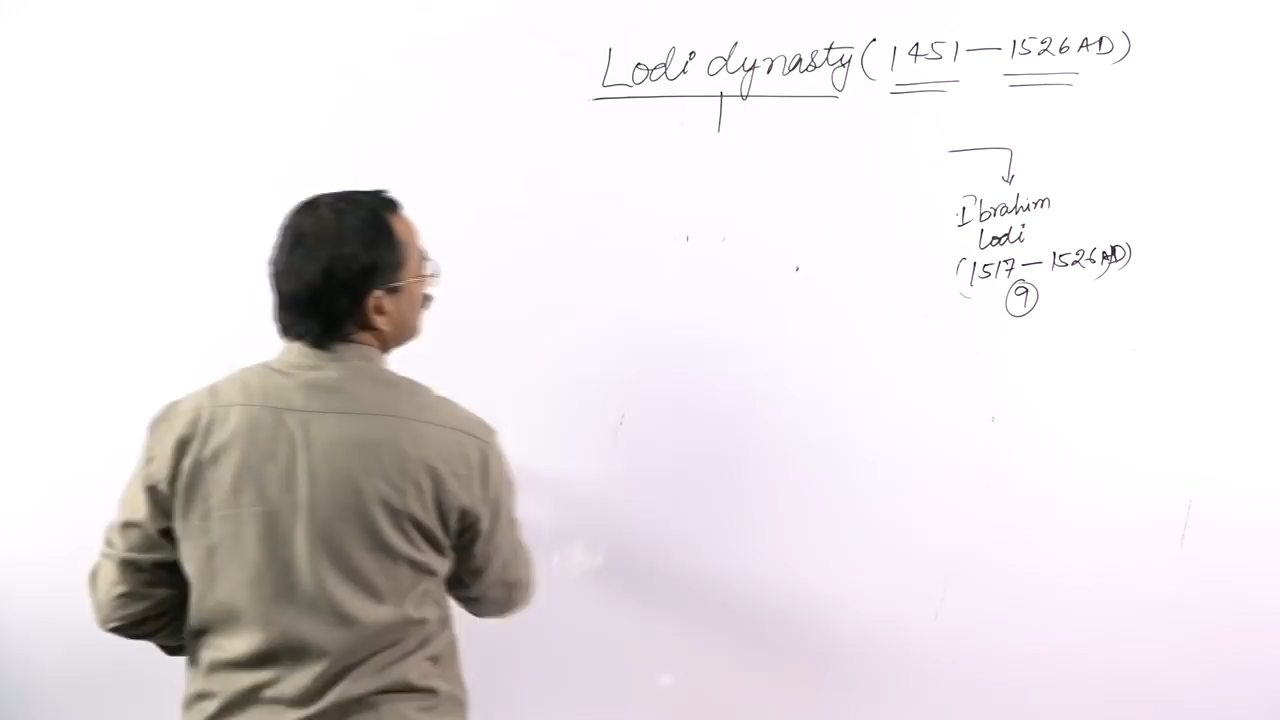 Lodi dynasty (1451 — 1526 AD)
Ibrahim
Lodi
(1517 — 1526 AD)
9